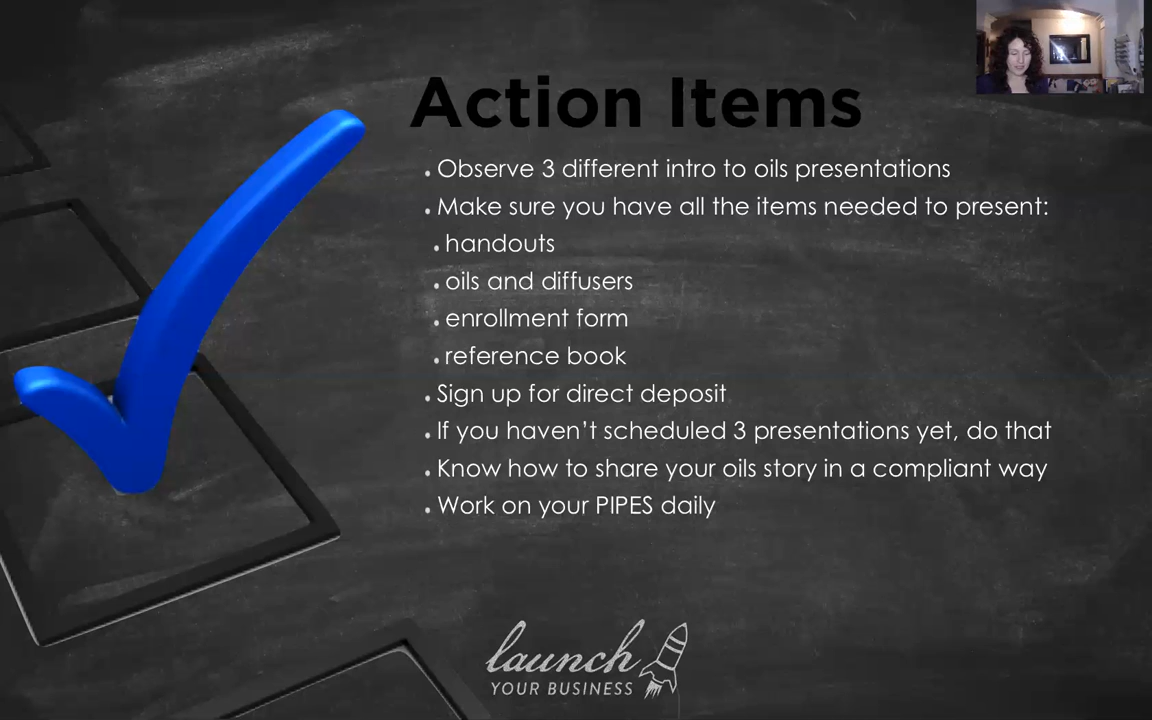 Action Items
• Observe 3 different intro to oils presentations
• Make sure you have all the items needed to present:
• handouts
• oils and diffusers
• enrollment form
• reference book
• Sign up for direct deposit
• If you haven’t scheduled 3 presentations yet, do that
• Know how to share your oils story in a compliant way
• Work on your PIPES daily
launch
YOUR BUSINESS